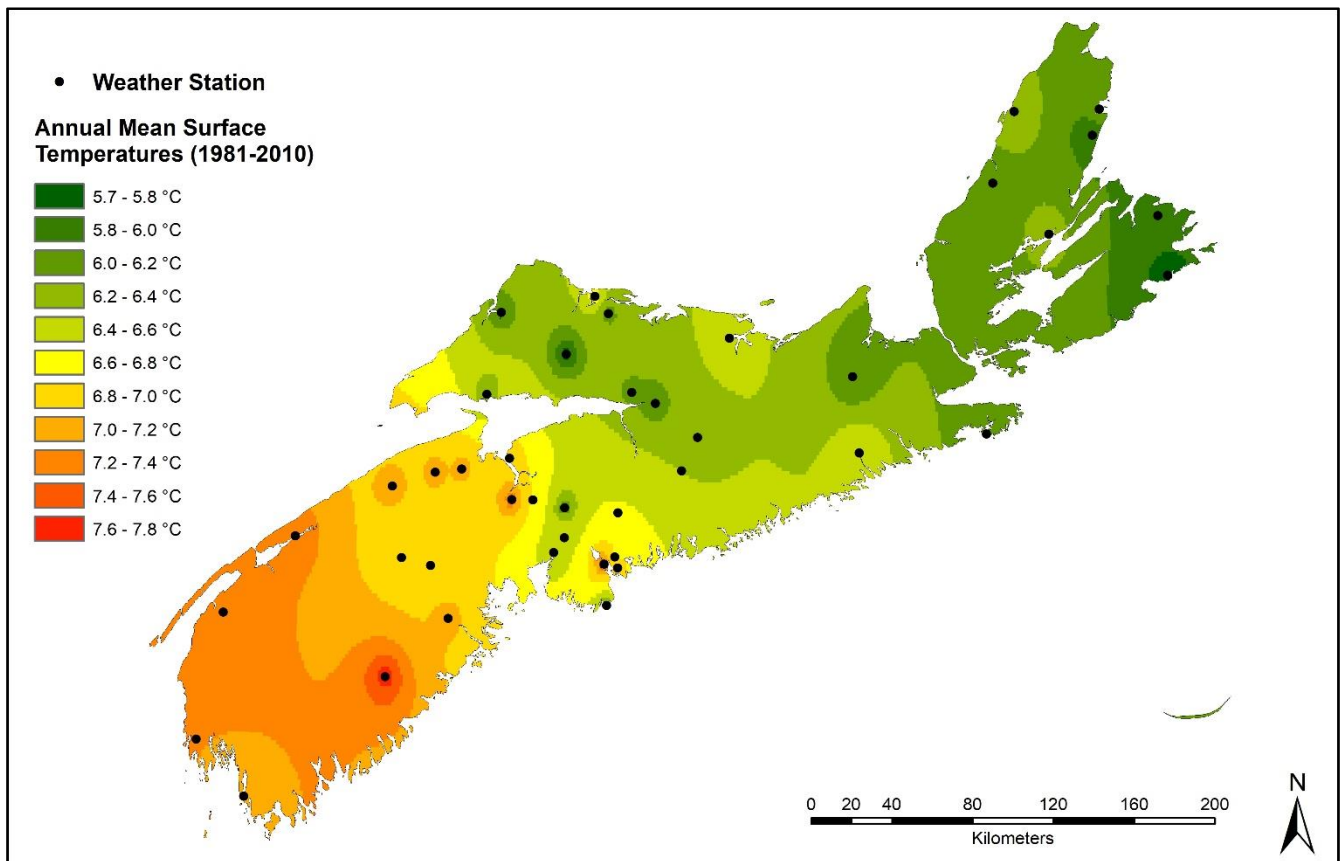 Weather Station
Annual Mean Surface
Temperatures (1981-2010)
5.7 - 5.8 °C
5.8 - 6.0 °C
6.0 - 6.2 °C
6.2 - 6.4 °C
6.4 - 6.6 °C
6.6 - 6.8 °C
6.8 - 7.0 °C
7.0 - 7.2 °C
7.2 - 7.4 °C
7.4 - 7.6 °C
7.6 - 7.8 °C
0 20 40 80 120 160 200
Kilometers
N